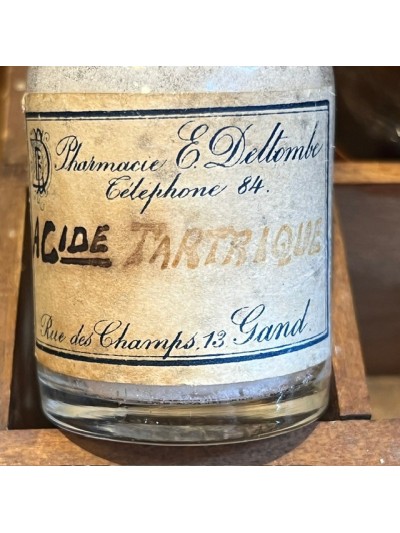 Pharmacie E. Deltombe
Téléphone 84.
ACIDE TARTRIQUE
Rue des Champs, 13 Gand.